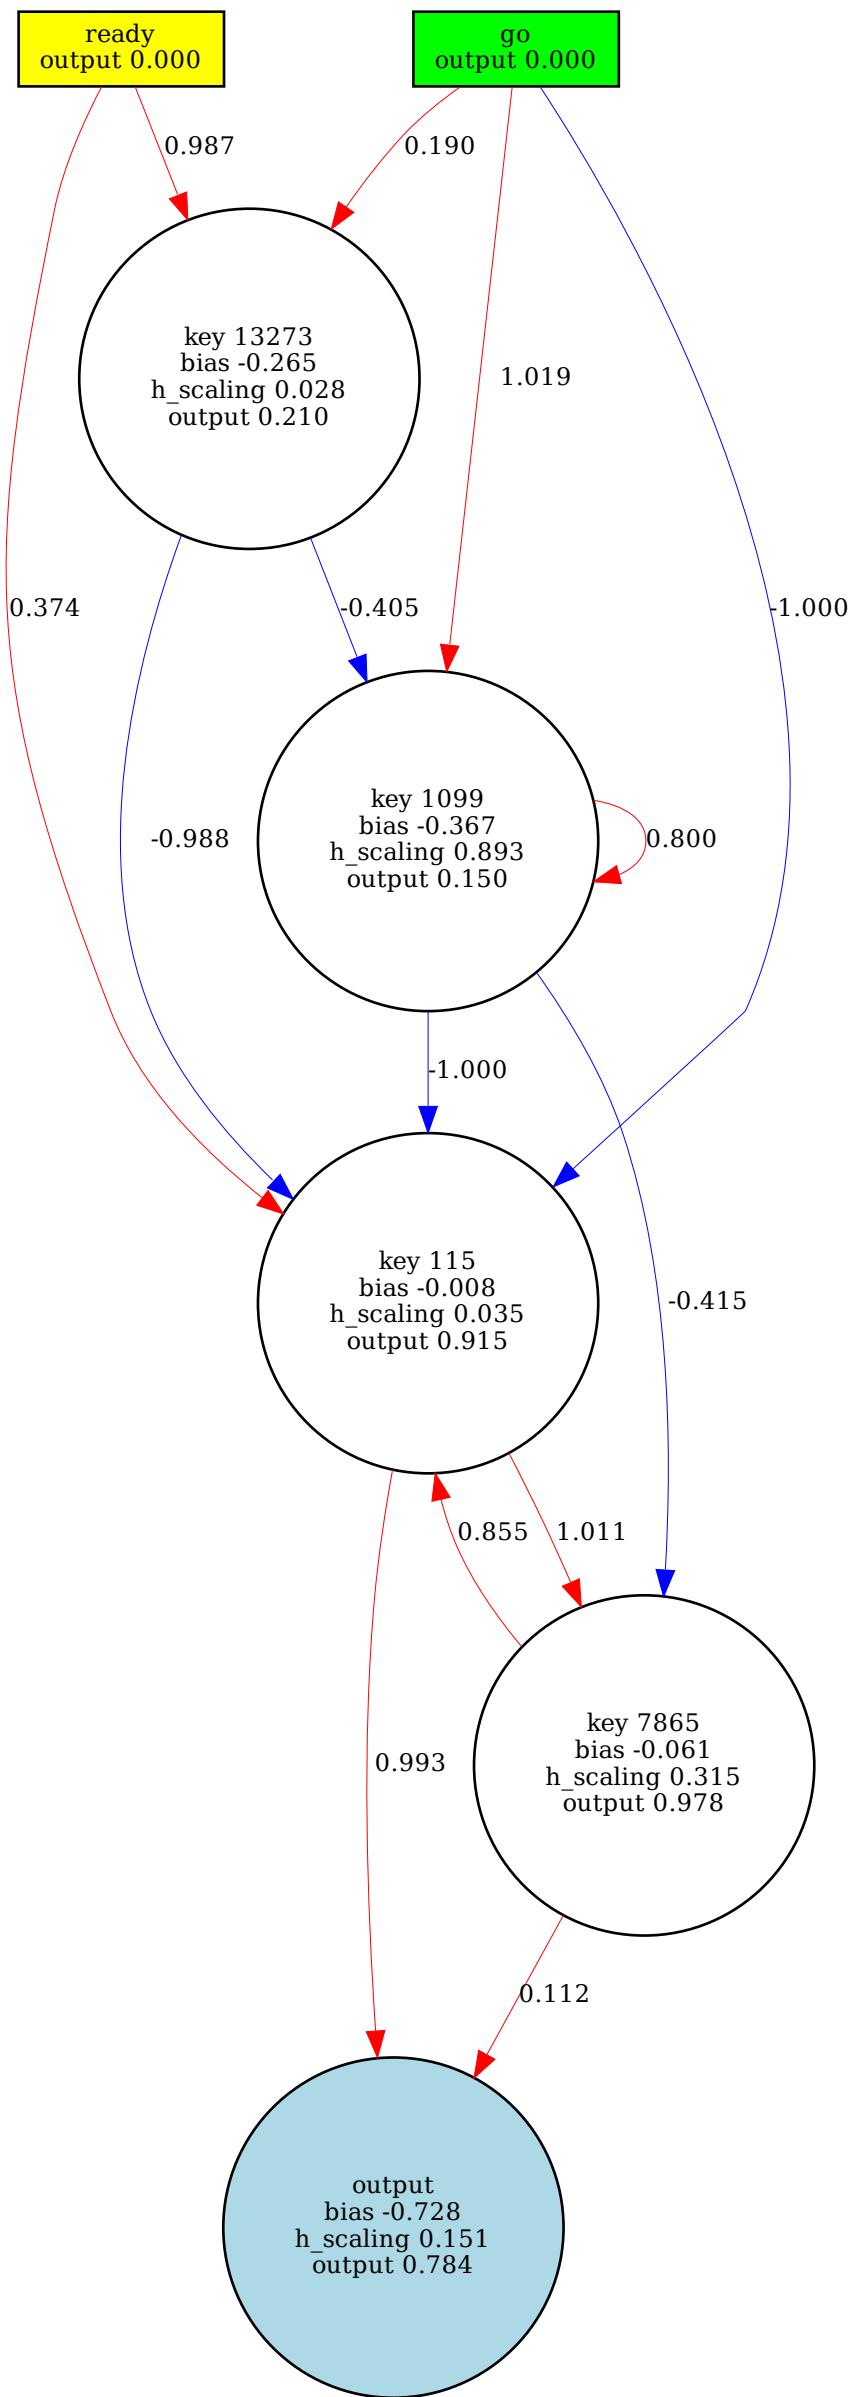 ready
output 0.000
go
output 0.000
0.987
0.190
key 13273
bias -0.265
h_scaling 0.028
output 0.210
1.019
0.374
-0.405
-1.000
key 1099
bias -0.367
h_scaling 0.893
output 0.150
-0.988
0.800
-1.000
key 115
bias -0.008
h_scaling 0.035
output 0.915
-0.415
0.855
1.011
key 7865
bias -0.061
h_scaling 0.315
output 0.978
0.993
0.112
output
bias -0.728
h_scaling 0.151
output 0.784